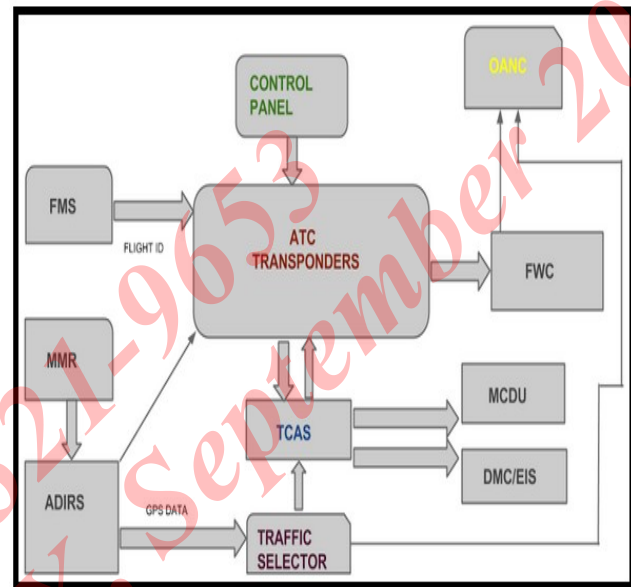 OANC
CONTROL
PANEL
FMS
FLIGHT ID
ATC
TRANSPONDERS
FWC
MMR
MCDU
TCAS
DMC/EIS
ADIRS
GPS DATA
TRAFFIC
SELECTOR
21-9653
September 20